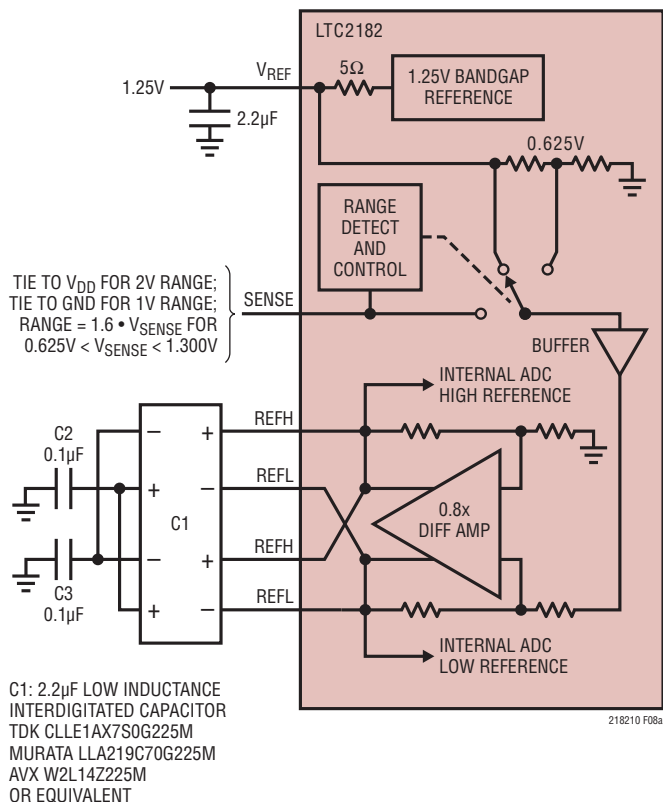 LTC2182
1.25V
VREF
5Ω
1.25V BANDGAP
REFERENCE
2.2µF
0.625V
RANGE
DETECT
AND
CONTROL
TIE TO VDD FOR 2V RANGE;
TIE TO GND FOR 1V RANGE;
RANGE = 1.6 • VSENSE FOR
0.625V < VSENSE < 1.300V
SENSE
BUFFER
INTERNAL ADC
HIGH REFERENCE
C2
0.1µF
C3
0.1µF
– +
+ –
C1
– +
+ –
REFH
REFL
REFH
REFL
0.8x
DIFF AMP
INTERNAL ADC
LOW REFERENCE
C1: 2.2µF LOW INDUCTANCE
INTERDIGITATED CAPACITOR
TDK CLLE1AX7S0G225M
MURATA LLA219C70G225M
AVX W2L14Z225M
OR EQUIVALENT
218210 F08a